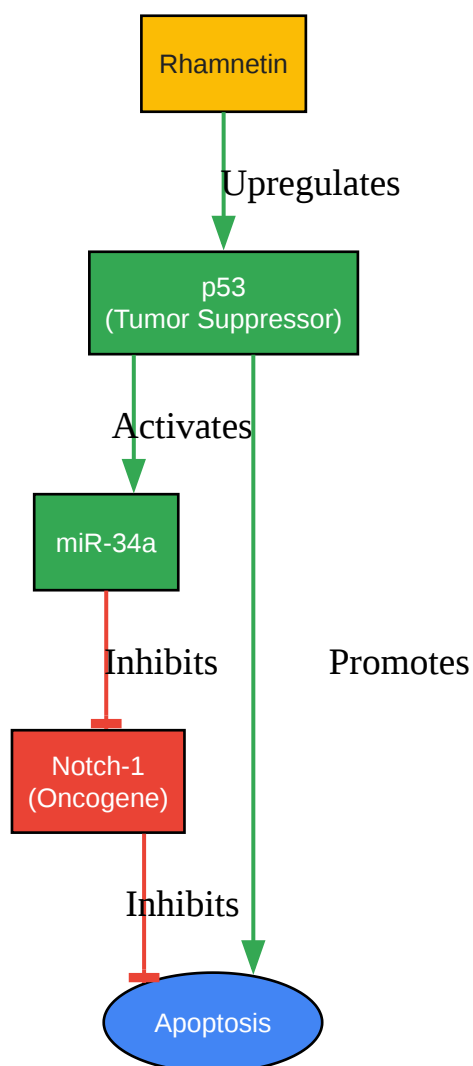 Rhamnetin
Upregulates
p53
(Tumor Suppressor)
Activates
miR-34a
Inhibits
Promotes
Notch-1
(Oncogene)
Inhibits
Apoptosis